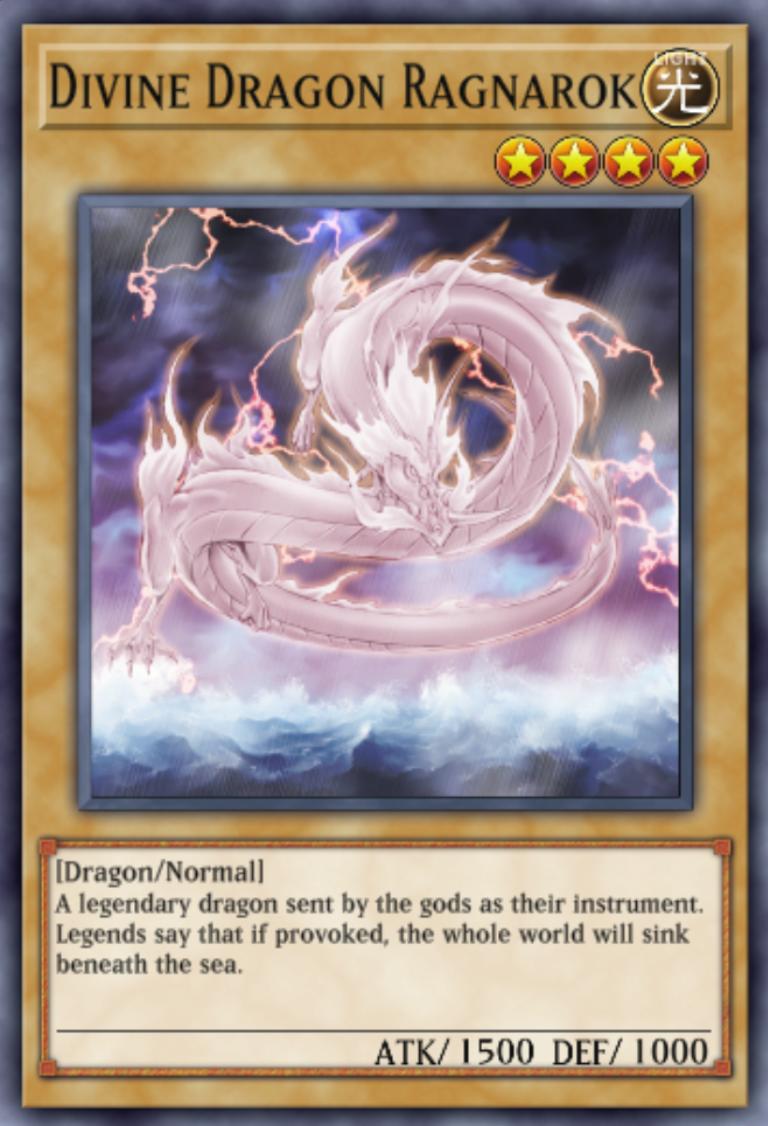 DIVINE DRAGON RAGNAROK
LIGHT
光
[Dragon/Normal]
A legendary dragon sent by the gods as their instrument.
Legends say that if provoked, the whole world will sink
beneath the sea.
ATK/ 1500 DEF/ 1000